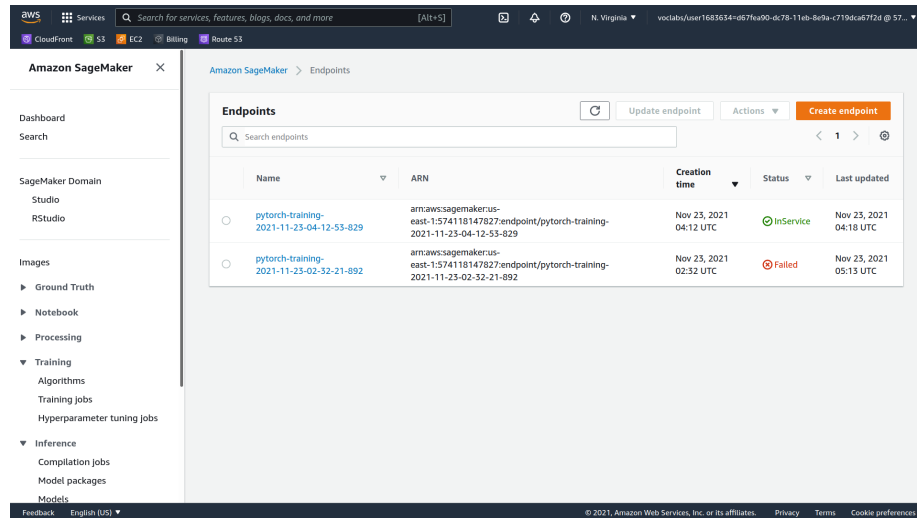 aws
Services
Search for services, features, blogs, docs, and more
[Alt+S]
N. Virginia
voclabs/user1683634=d67fea90-dc78-11eb-8e9a-c719dca67f2d @ 57...
CloudFront
S3
EC2
Billing
Route 53
Amazon SageMaker
Dashboard
Search
SageMaker Domain
Studio
RStudio
Images
Ground Truth
Notebook
Processing
Training
Algorithms
Training jobs
Hyperparameter tuning jobs
Inference
Compilation jobs
Model packages
Models
Amazon SageMaker > Endpoints
Endpoints
Update endpoint
Actions
Create endpoint
Search endpoints
1
Name
ARN
Creation
time
Status
Last updated
pytorch-training-
2021-11-23-04-12-53-829
arn:aws:sagemaker:us-
east-1:574118147827:endpoint/pytorch-training-
2021-11-23-04-12-53-829
Nov 23, 2021
04:12 UTC
InService
Nov 23, 2021
04:18 UTC
pytorch-training-
2021-11-23-02-32-21-892
arn:aws:sagemaker:us-
east-1:574118147827:endpoint/pytorch-training-
2021-11-23-02-32-21-892
Nov 23, 2021
02:32 UTC
Failed
Nov 23, 2021
05:13 UTC
Feedback
English (US)
© 2021, Amazon Web Services, Inc. or its affiliates.
Privacy
Terms
Cookie preferences